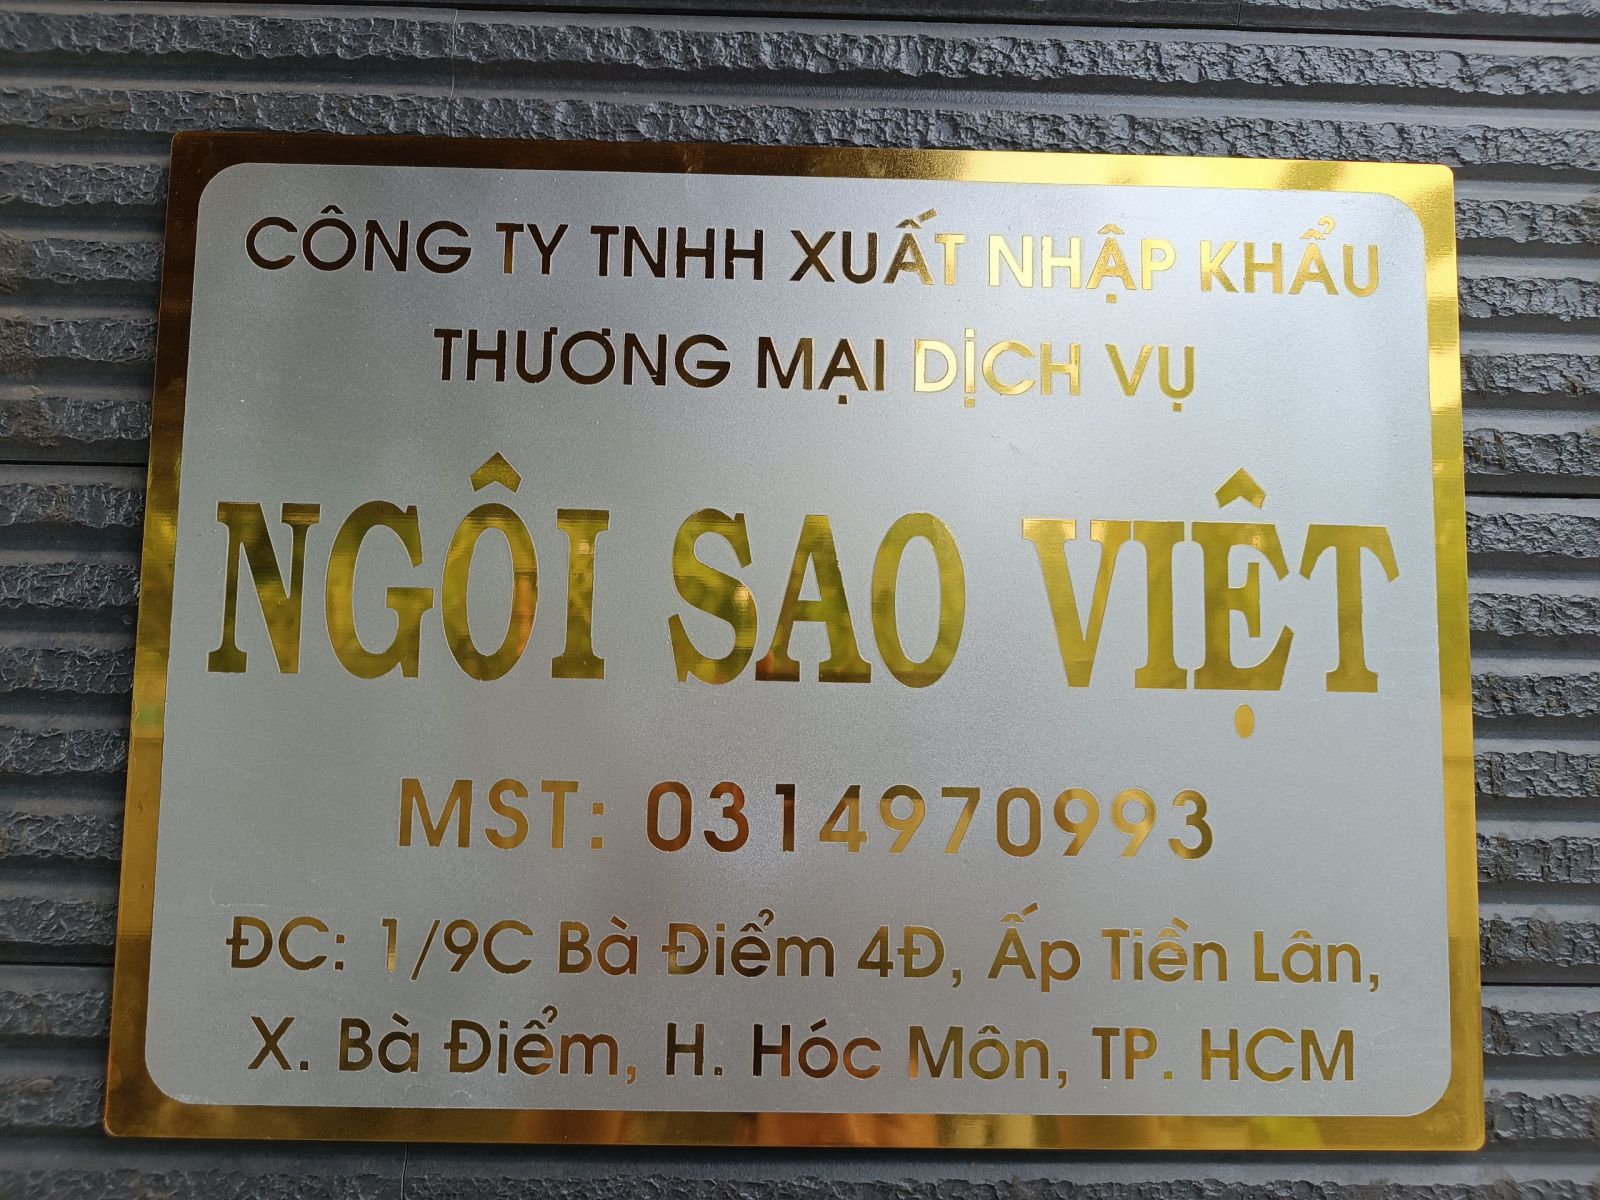 CÔNG TY TNHH XUẤT NHẬP KHẨU
THƯƠNG MẠI DỊCH VỤ
NGÔI SAO VIỆT
MST: 0314970993
ĐC: 1/9C Bà Điểm 4Đ, Ấp Tiền Lân,
X. Bà Điểm, H. Hóc Môn, TP. HCM